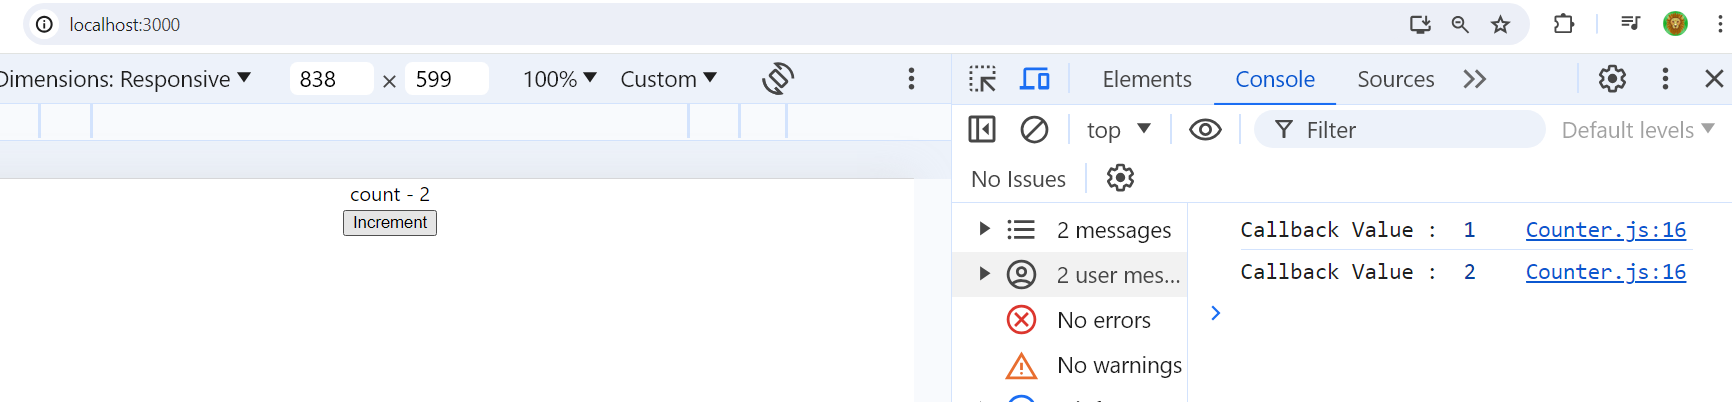 localhost:3000
Dimensions: Responsive 838 × 599 100% Custom
Elements Console Sources
top Filter Default levels
No Issues
count - 2
Increment
2 messages
2 user mes...
No errors
No warnings
Callback Value : 1 Counter.js:16
Callback Value : 2 Counter.js:16